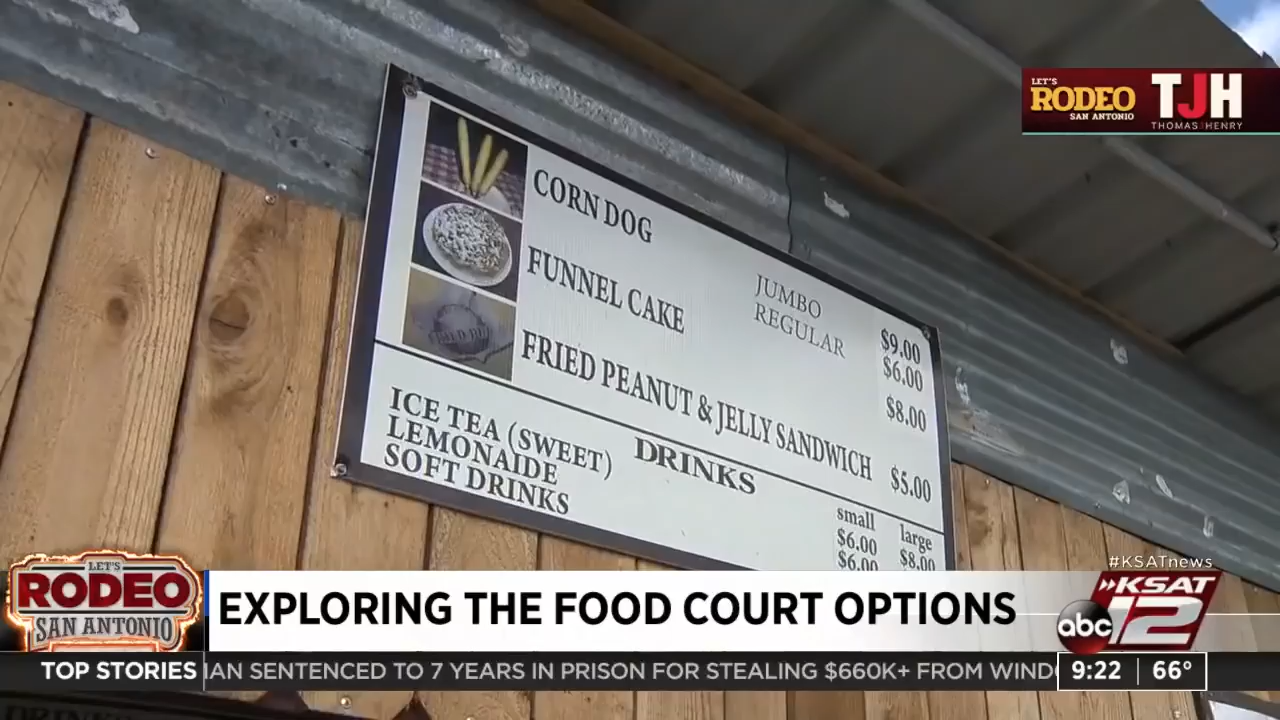 LET'S
RODEO
SAN ANTONIO
TJH
THOMAS J HENRY
CORN DOG
JUMBO $9.00
REGULAR $6.00
FUNNEL CAKE $8.00
FRIED PEANUT & JELLY SANDWICH $5.00
DRINKS
small large
ICE TEA (SWEET) $6.00 $8.00
LEMONAIDE $6.00
SOFT DRINKS
#KSATnews
LET'S
RODEO
SAN ANTONIO
EXPLORING THE FOOD COURT OPTIONS
KSAT
abc 12
TOP STORIES IAN SENTENCED TO 7 YEARS IN PRISON FOR STEALING $660K+ FROM WIND
9:22 66°